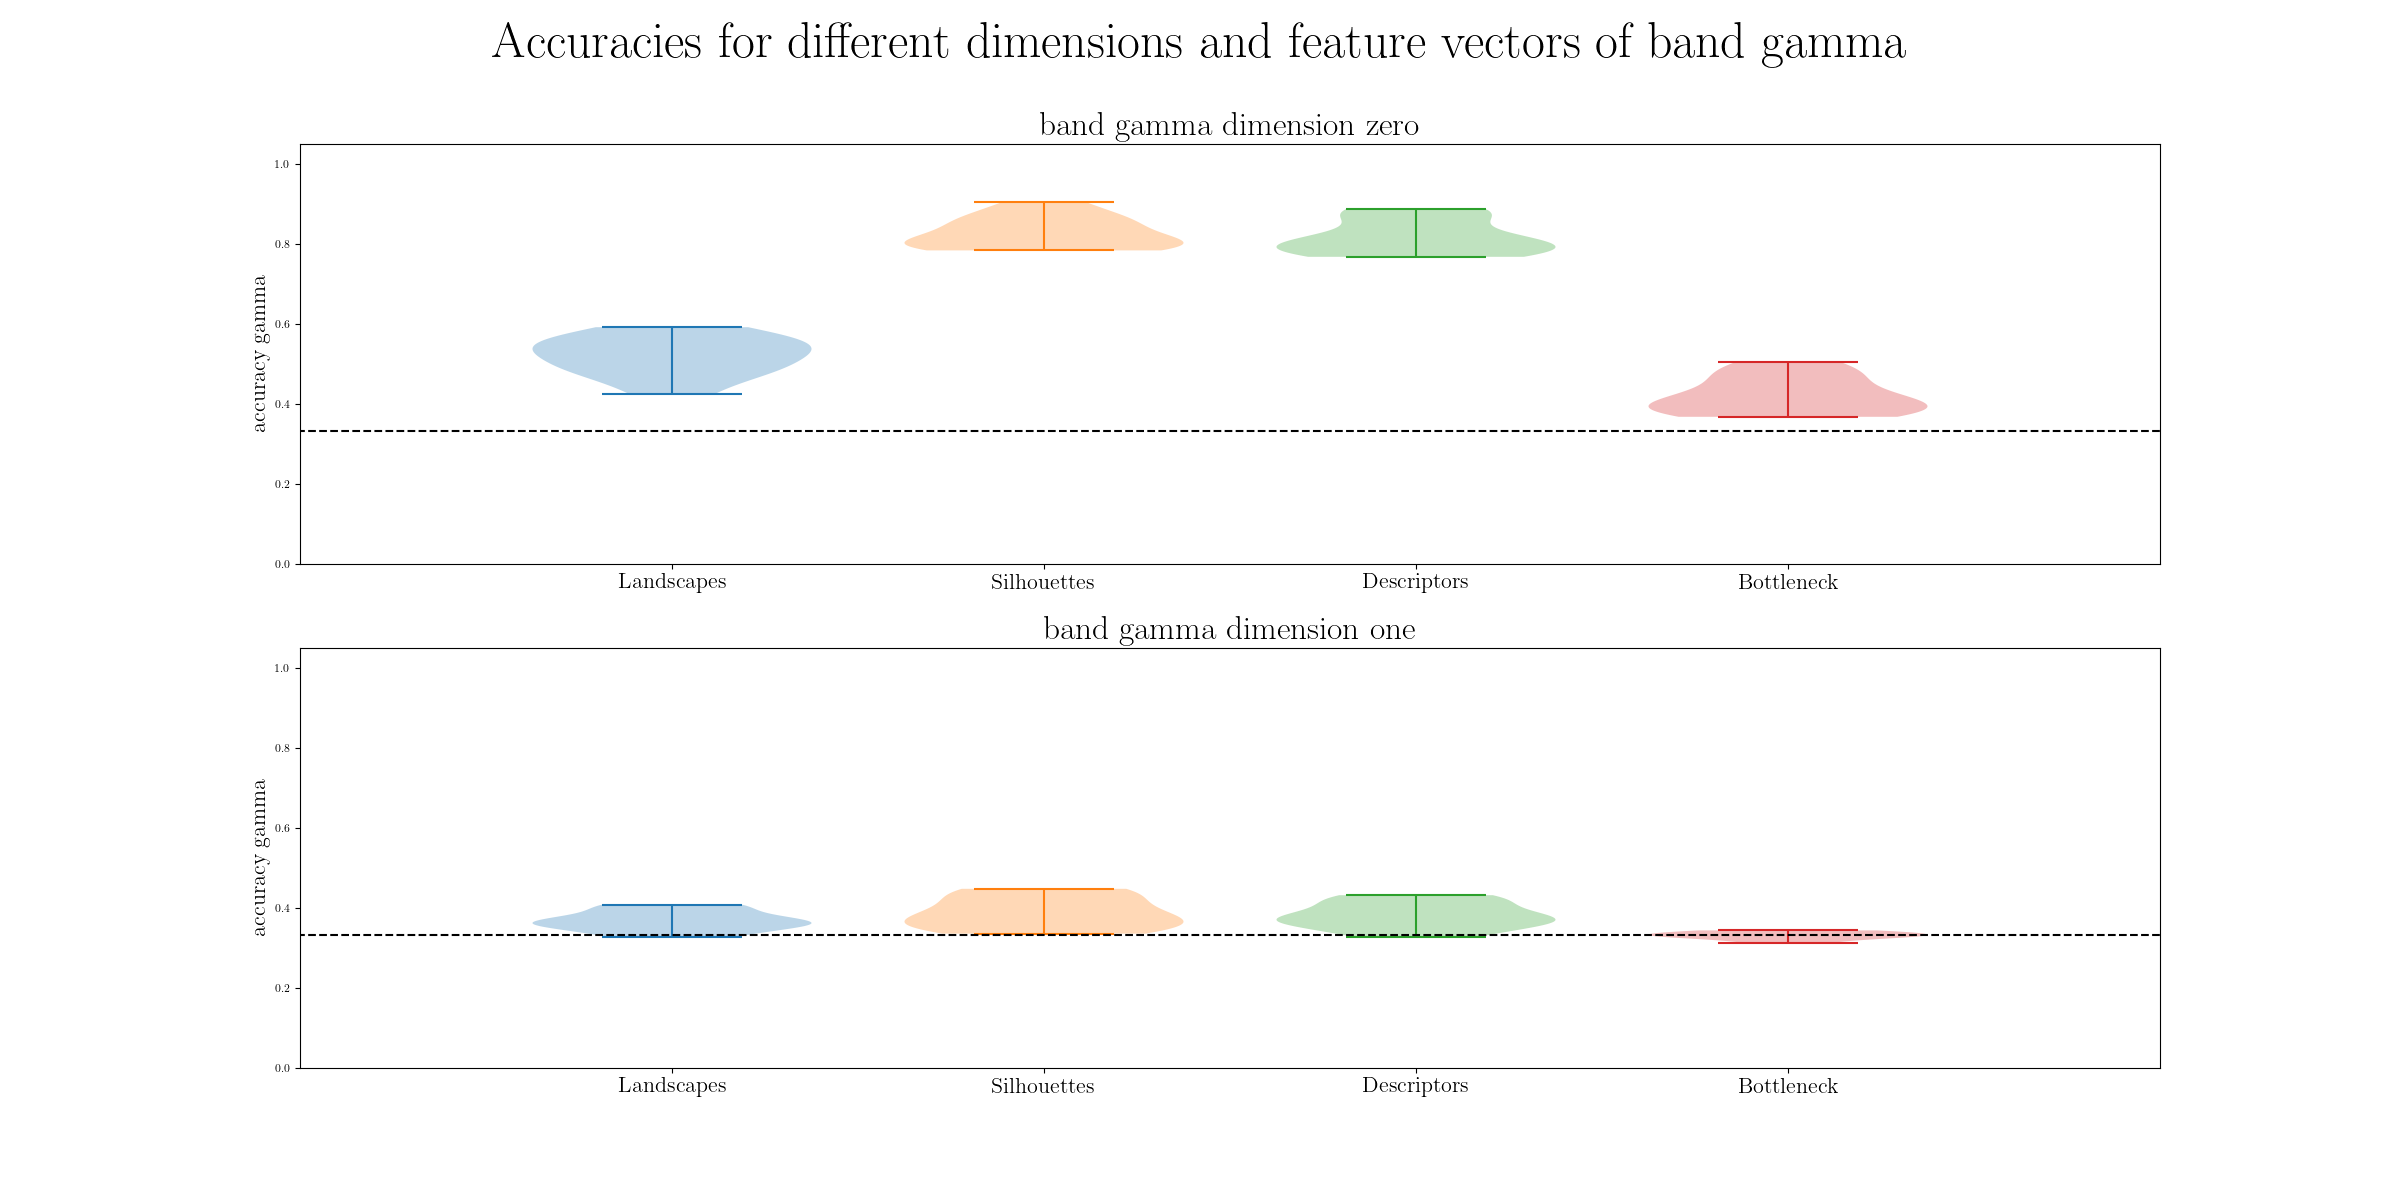 Accuracies for different dimensions and feature vectors of band gamma
band gamma dimension zero
1.0
0.8
0.6
0.4
0.2
0.0
accuracy gamma
Landscapes Silhouettes Descriptors Bottleneck
band gamma dimension one
1.0
0.8
0.6
0.4
0.2
0.0
accuracy gamma
Landscapes Silhouettes Descriptors Bottleneck